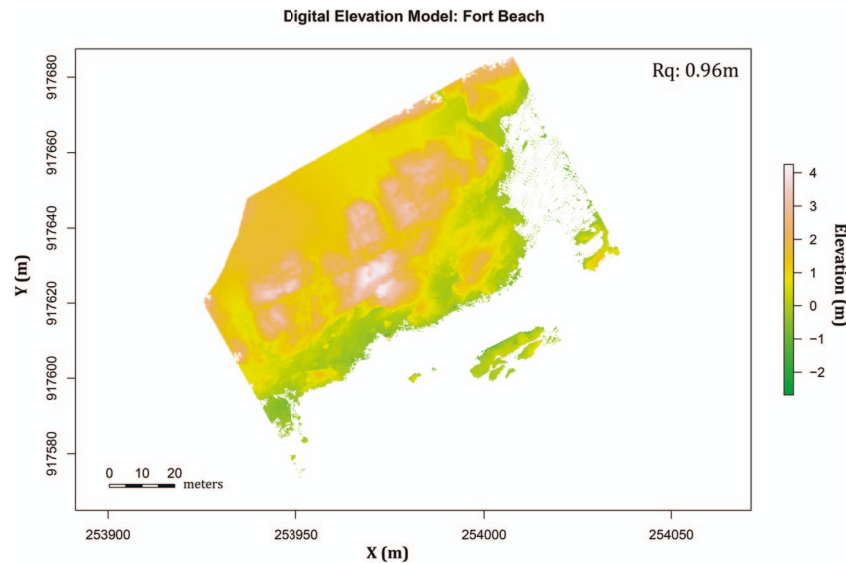 Digital Elevation Model: Fort Beach
Rq: 0.96m
917680
917660
917640
917620
917600
917580
Y (m)
4
3
2
1
0
−1
−2
Elevation (m)
0 10 20
meters
253900 253950 254000 254050
X (m)